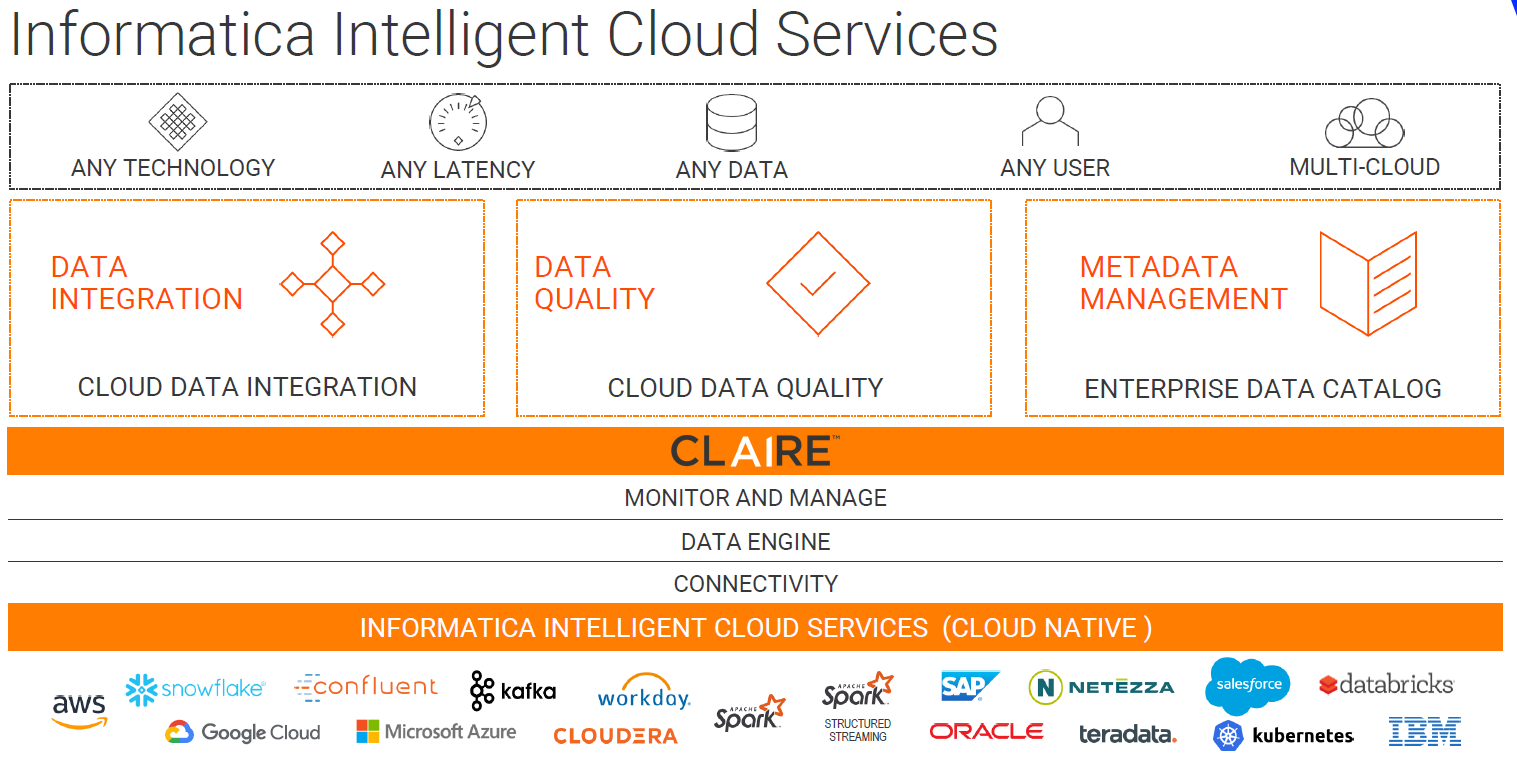 Informatica Intelligent Cloud Services
ANY TECHNOLOGY
ANY LATENCY
ANY DATA
ANY USER
MULTI-CLOUD
DATA
INTEGRATION
CLOUD DATA INTEGRATION
DATA
QUALITY
CLOUD DATA QUALITY
METADATA
MANAGEMENT
ENTERPRISE DATA CATALOG
CLAIRE™
MONITOR AND MANAGE
DATA ENGINE
CONNECTIVITY
INFORMATICA INTELLIGENT CLOUD SERVICES (CLOUD NATIVE )
aws
snowflake®
confluent
kafka
workday.
APACHE
Spark
APACHE
Spark
STRUCTURED
STREAMING
SAP
N NETEZZA
salesforce
databricks
Google Cloud
Microsoft Azure
CLOUDERA
ORACLE
teradata.
kubernetes
IBM